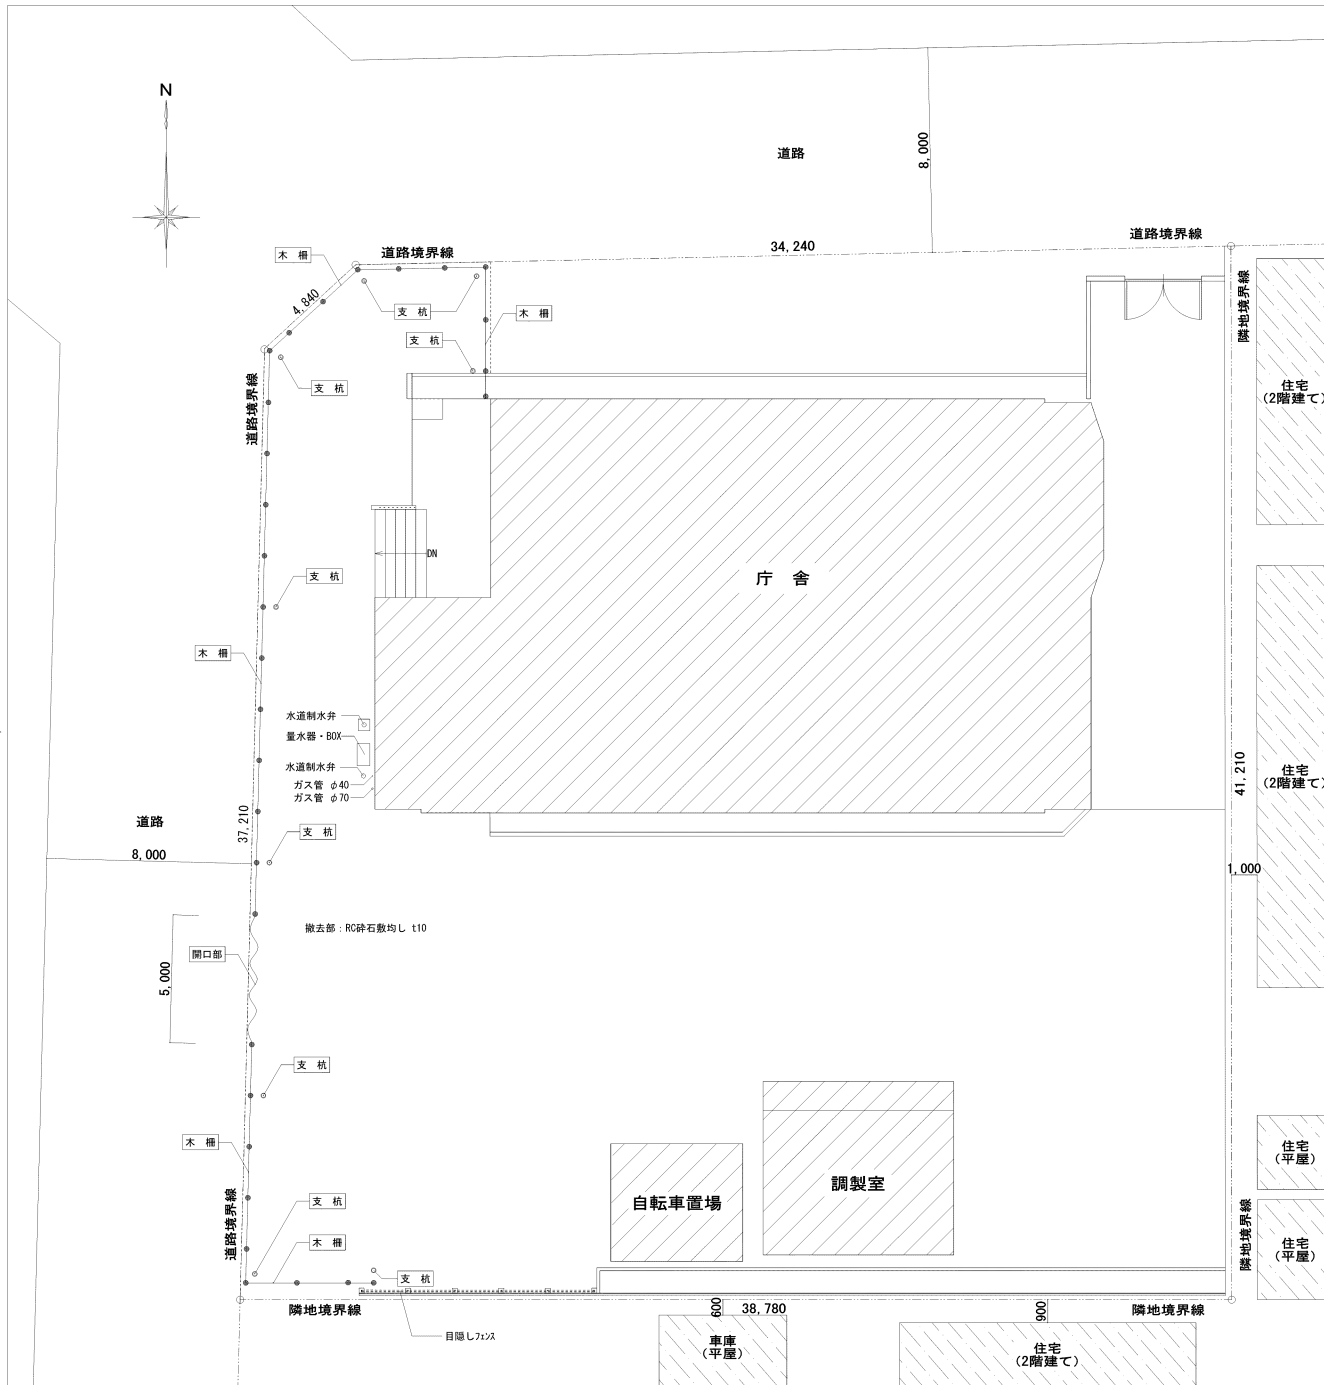 N
道路
8,000
道路境界線
34,240
道路境界線
木 柵
4,840
支 杭
木 柵
支 杭
支 杭
道路境界線
隣地境界線
住宅
(2階建て)
DN
庁 舎
支 杭
木 柵
水道制水弁
量水器・BOX
水道制水弁
ガス管 φ40
ガス管 φ70
住宅
(2階建て)
41,210
37,210
道路
8,000
支 杭
1,000
撤去部：RC砕石敷均し t10
開口部
5,000
支 杭
木 柵
道路境界線
支 杭
木 柵
支 杭
自転車置場
調製室
住宅
(平屋)
隣地境界線
住宅
(平屋)
隣地境界線
600
38,780
900
隣地境界線
目隠しフェンス
車庫
(平屋)
住宅
(2階建て)